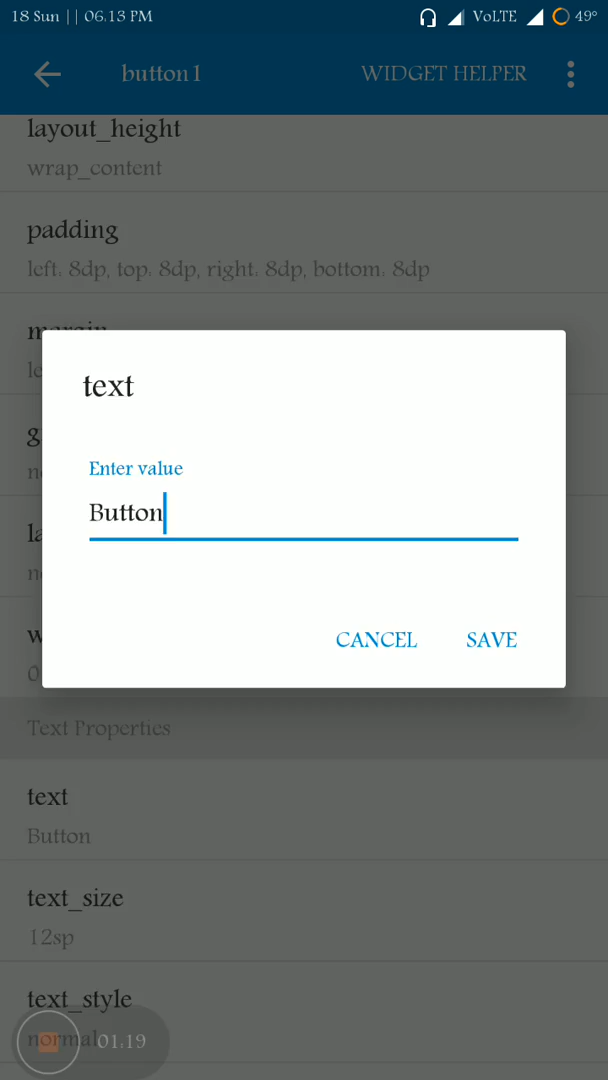 18 Sun || 06.13 PM VoLTE 49°
button1 WIDGET HELPER
layout_height
wrap_content
padding
left: 8dp, top: 8dp, right: 8dp, bottom: 8dp
text
Enter value
Button
CANCEL SAVE
Text Properties
text
Button
text_size
12sp
text_style
normal 01:19